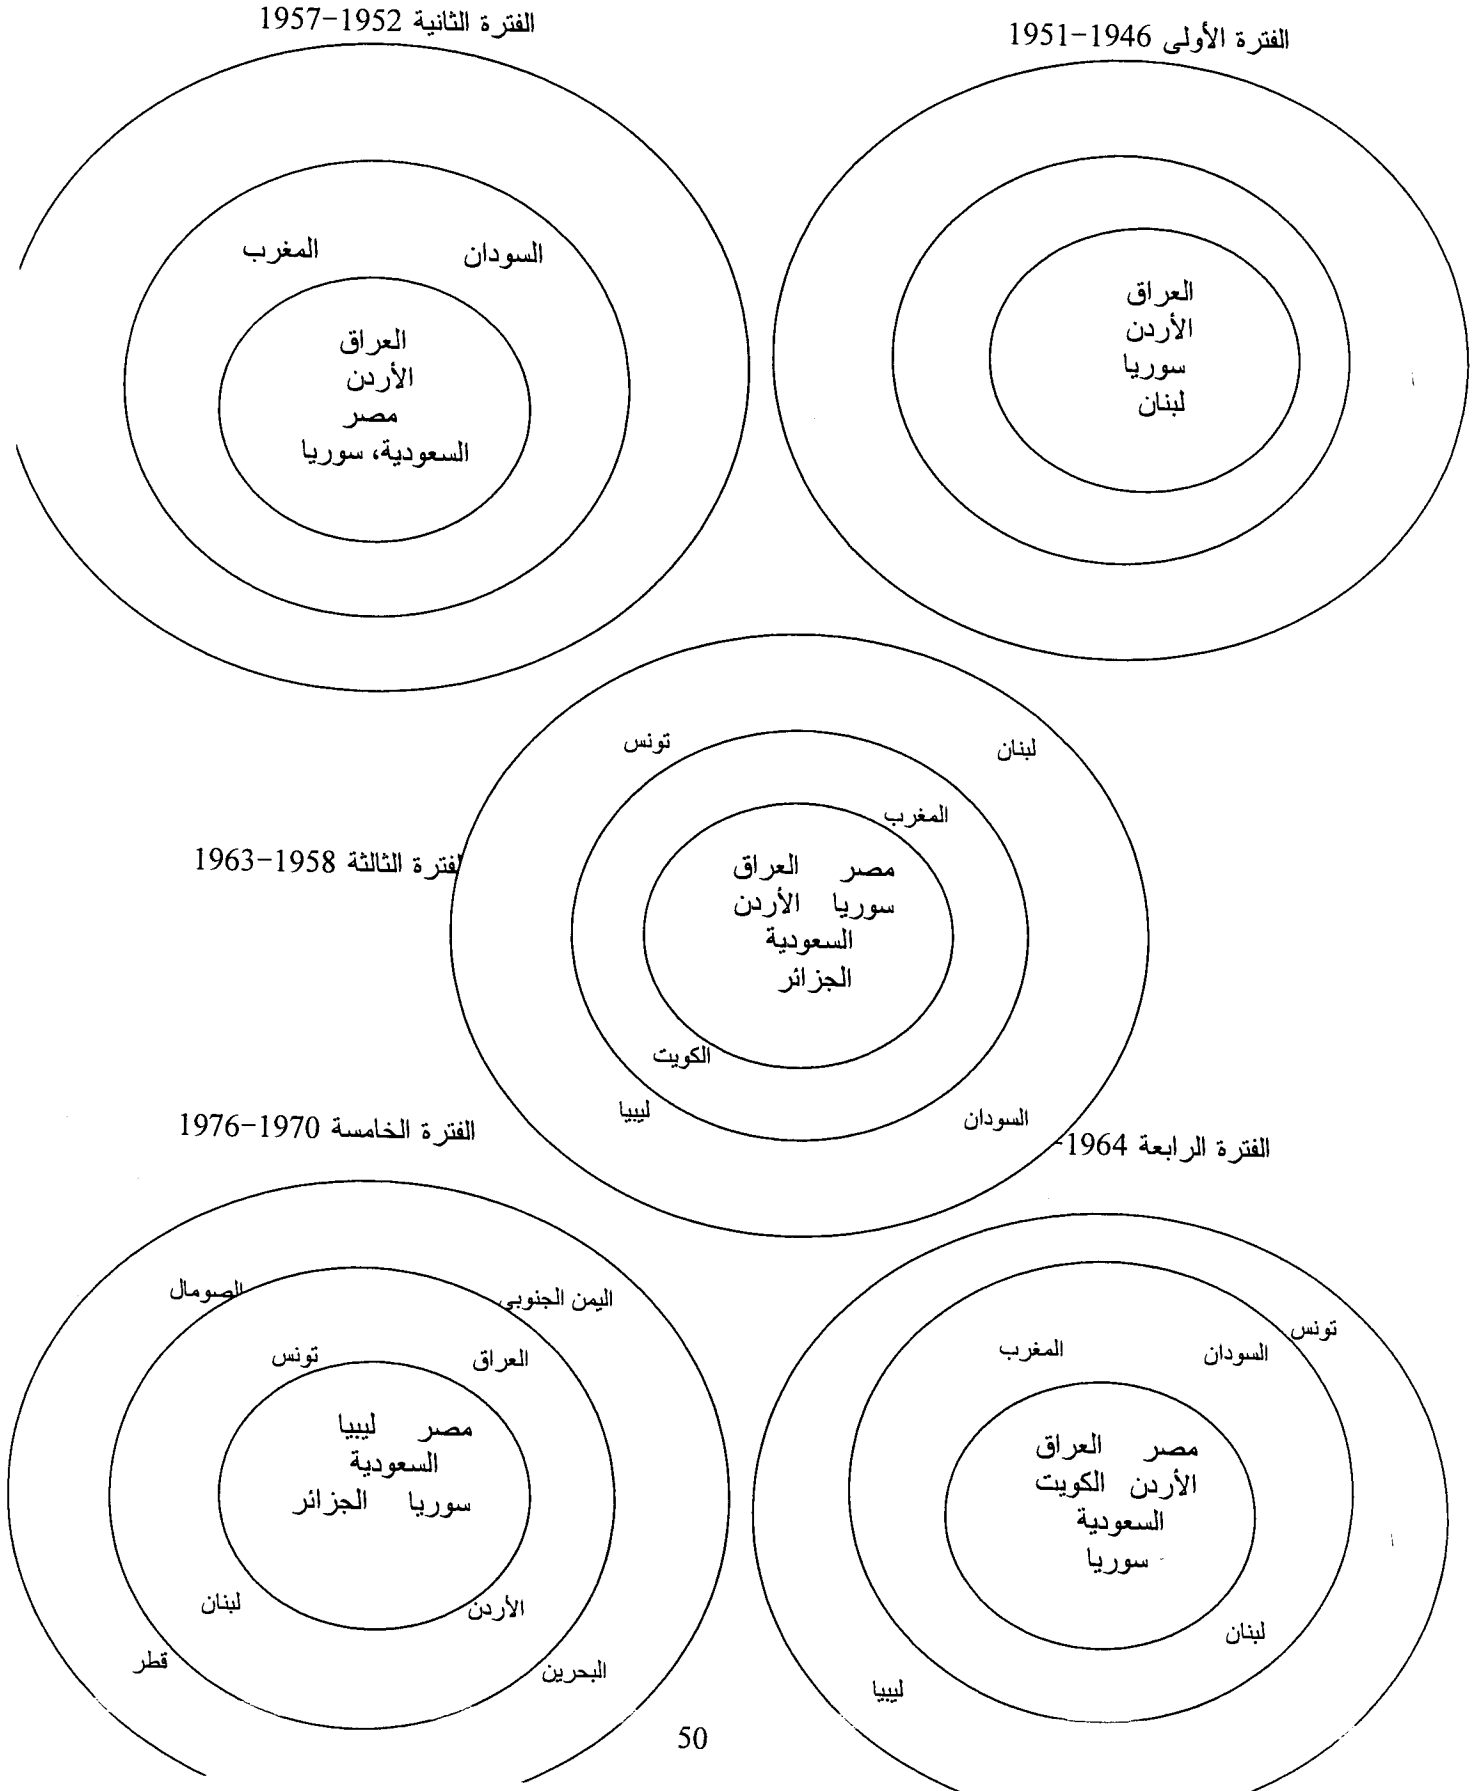 الفترة الأولى 1946-1951
العراق
الأردن
سوريا
لبنان
الفترة الثانية 1952-1957
السودان المغرب
العراق
الأردن
مصر
السعودية، سوريا
الفترة الثالثة 1958-1963
لبنان تونس
المغرب
مصر العراق
سوريا الأردن
السعودية
الجزائر
الكويت
السودان ليبيا
الفترة الرابعة 1964-
تونس
السودان المغرب
مصر العراق
الأردن الكويت
السعودية
سوريا
لبنان
ليبيا
الفترة الخامسة 1970-1976
اليمن الجنوبي الصومال
العراق تونس
مصر ليبيا
السعودية
سوريا الجزائر
الأردن لبنان
البحرين قطر
50